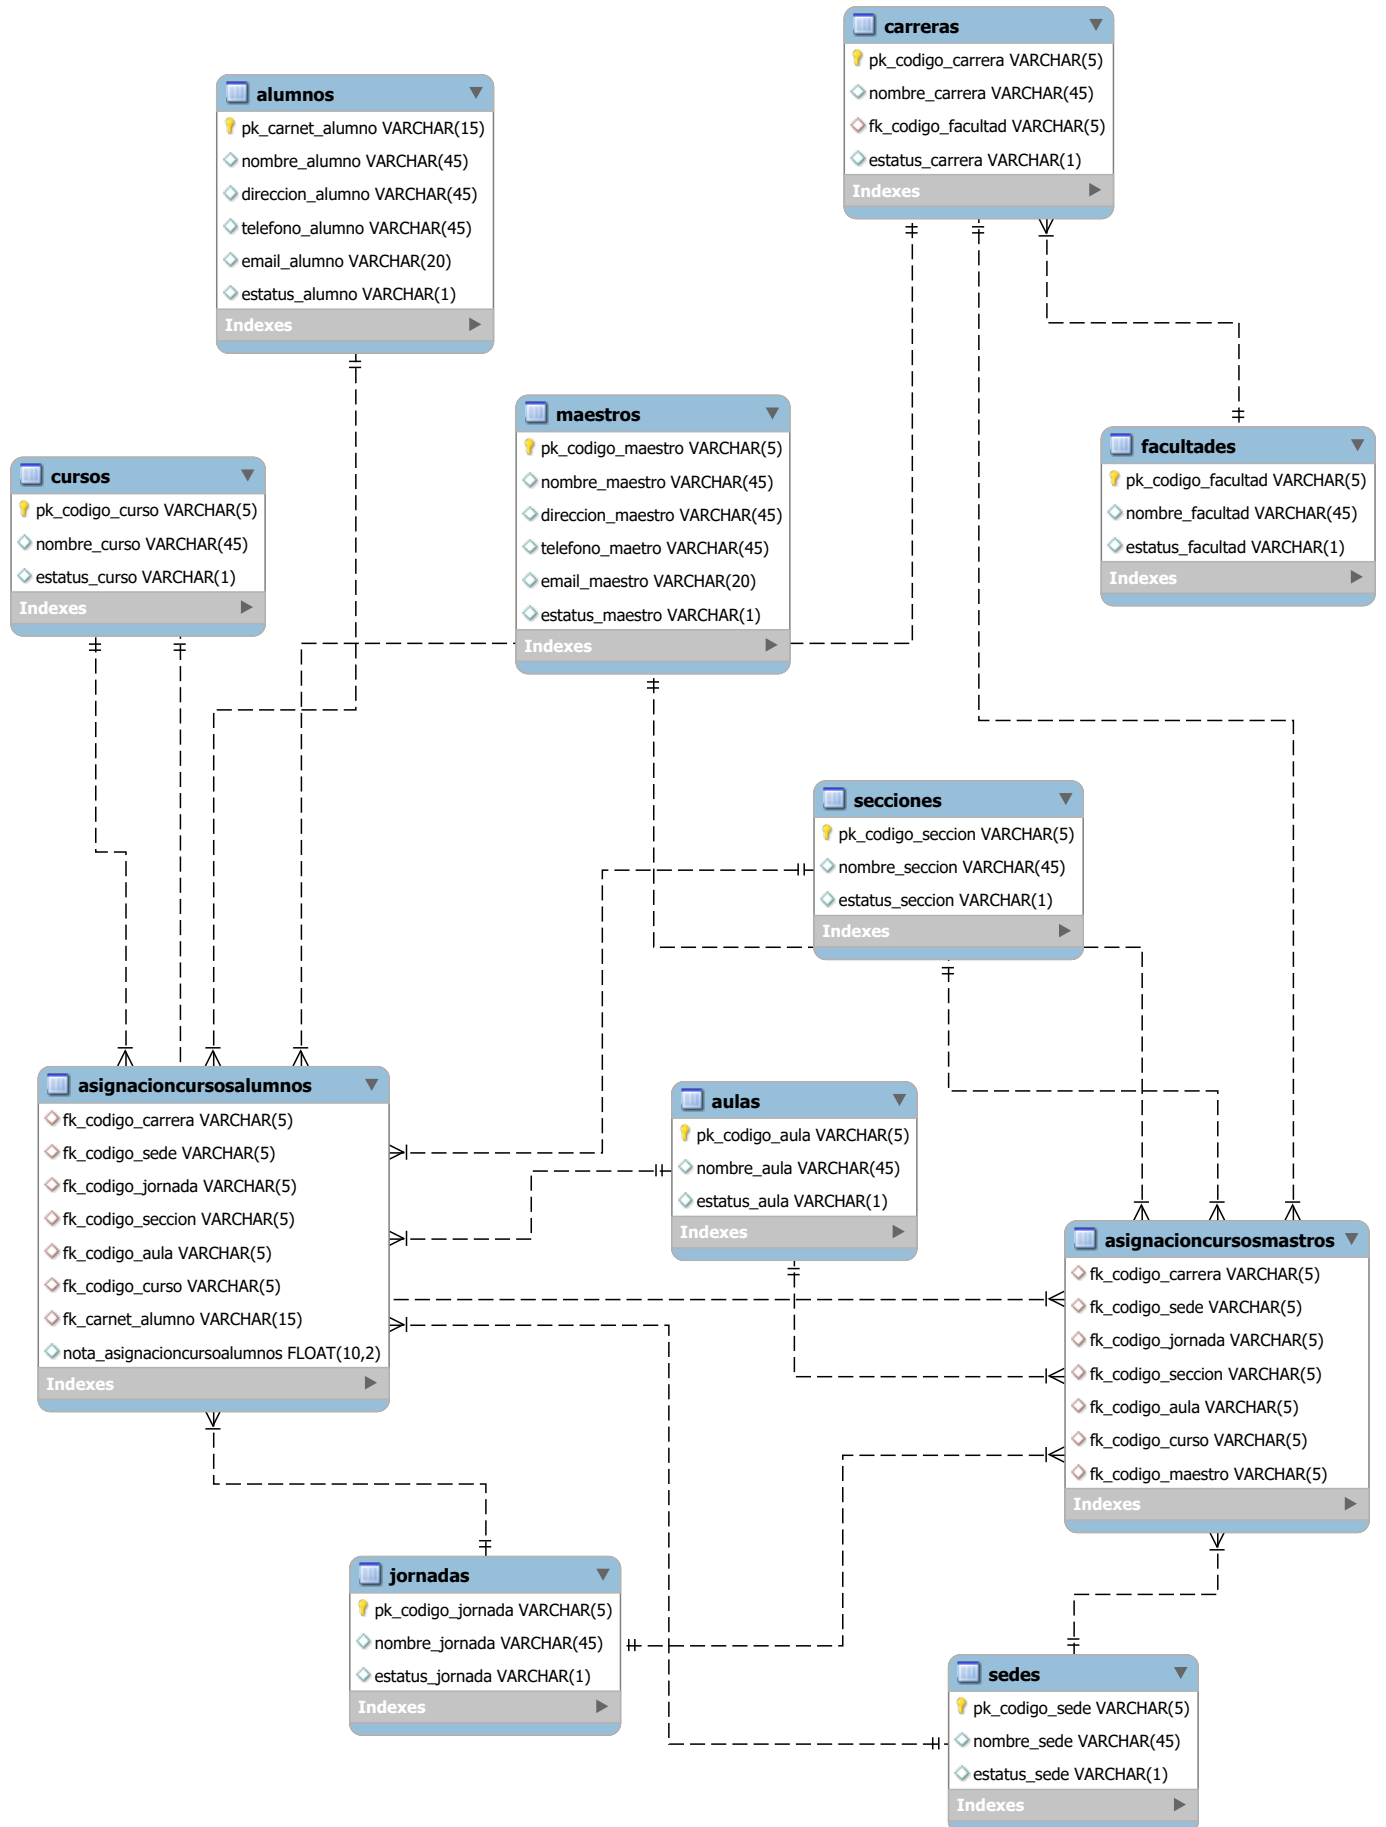 carreras
pk_codigo_carrera VARCHAR(5)
nombre_carrera VARCHAR(45)
fk_codigo_facultad VARCHAR(5)
estatus_carrera VARCHAR(1)
Indexes
alumnos
pk_carnet_alumno VARCHAR(15)
nombre_alumno VARCHAR(45)
direccion_alumno VARCHAR(45)
telefono_alumno VARCHAR(45)
email_alumno VARCHAR(20)
estatus_alumno VARCHAR(1)
Indexes
maestros
pk_codigo_maestro VARCHAR(5)
nombre_maestro VARCHAR(45)
direccion_maestro VARCHAR(45)
telefono_maetro VARCHAR(45)
email_maestro VARCHAR(20)
estatus_maestro VARCHAR(1)
Indexes
facultades
pk_codigo_facultad VARCHAR(5)
nombre_facultad VARCHAR(45)
estatus_facultad VARCHAR(1)
Indexes
cursos
pk_codigo_curso VARCHAR(5)
nombre_curso VARCHAR(45)
estatus_curso VARCHAR(1)
Indexes
secciones
pk_codigo_seccion VARCHAR(5)
nombre_seccion VARCHAR(45)
estatus_seccion VARCHAR(1)
Indexes
asignacioncursosalumnos
fk_codigo_carrera VARCHAR(5)
fk_codigo_sede VARCHAR(5)
fk_codigo_jornada VARCHAR(5)
fk_codigo_seccion VARCHAR(5)
fk_codigo_aula VARCHAR(5)
fk_codigo_curso VARCHAR(5)
fk_carnet_alumno VARCHAR(15)
nota_asignacioncursoalumnos FLOAT(10,2)
Indexes
aulas
pk_codigo_aula VARCHAR(5)
nombre_aula VARCHAR(45)
estatus_aula VARCHAR(1)
Indexes
asignacioncursosmastros
fk_codigo_carrera VARCHAR(5)
fk_codigo_sede VARCHAR(5)
fk_codigo_jornada VARCHAR(5)
fk_codigo_seccion VARCHAR(5)
fk_codigo_aula VARCHAR(5)
fk_codigo_curso VARCHAR(5)
fk_codigo_maestro VARCHAR(5)
Indexes
jornadas
pk_codigo_jornada VARCHAR(5)
nombre_jornada VARCHAR(45)
estatus_jornada VARCHAR(1)
Indexes
sedes
pk_codigo_sede VARCHAR(5)
nombre_sede VARCHAR(45)
estatus_sede VARCHAR(1)
Indexes